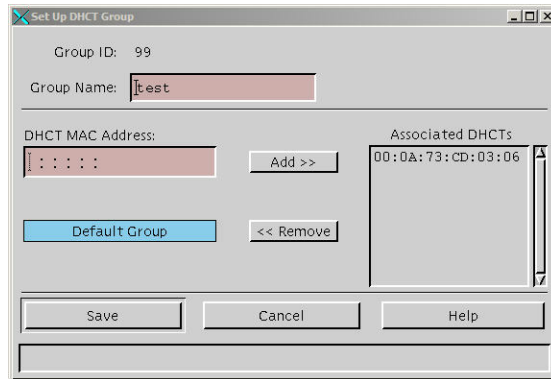 Set Up DHCT Group
Group ID: 99
Group Name: test
DHCT MAC Address:
: : : : :
Add >>
Associated DHCTs
00:0A:73:CD:03:06
Default Group
<< Remove
Save Cancel Help